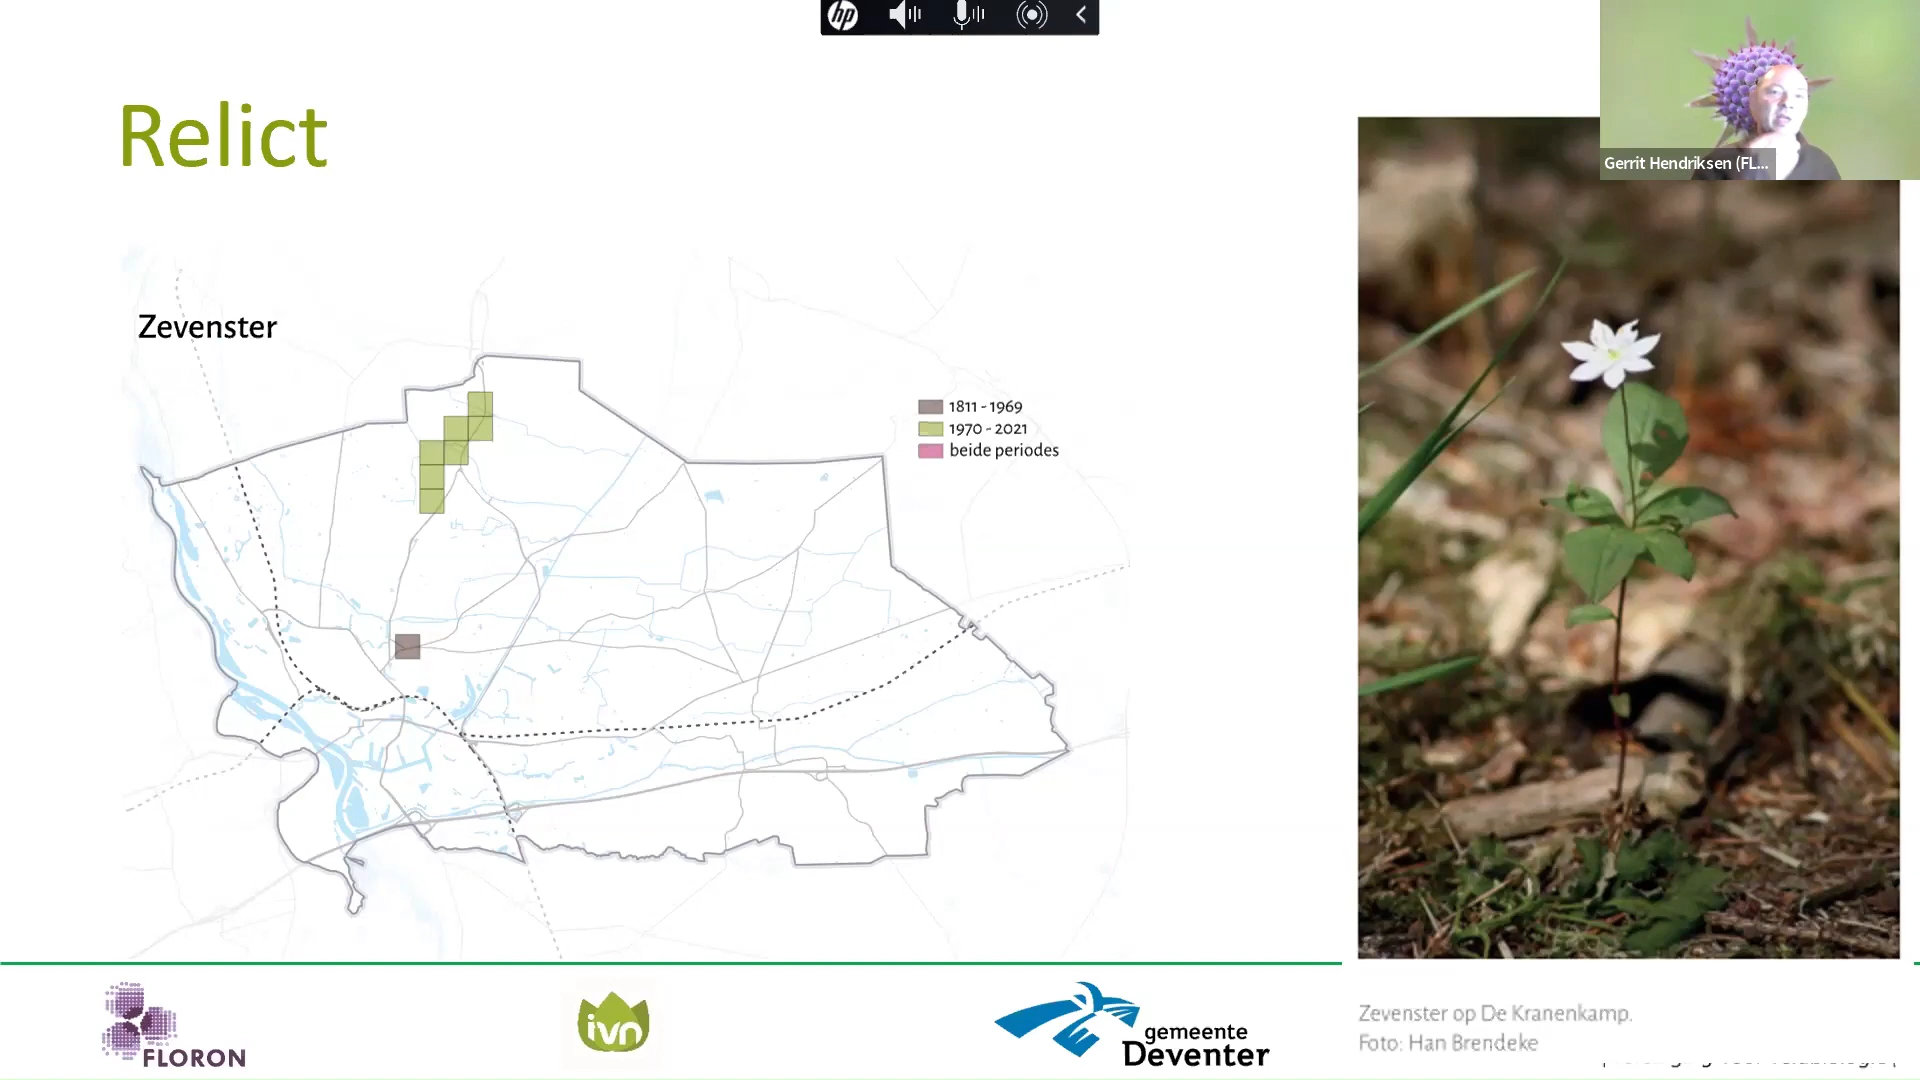 hp
Relict
Gerrit Hendriksen (FL...
Zevenster
1811 - 1969
1970 - 2021
beide periodes
FLORON
ivn
gemeente
Deventer
Zevenster op De Kranenkamp.
Foto: Han Brendeke